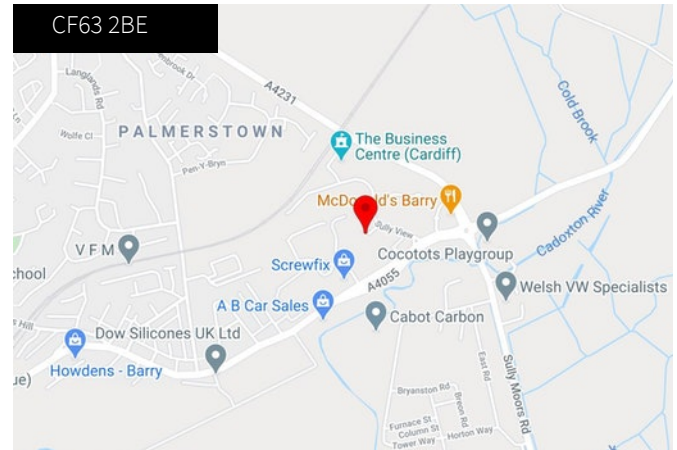 CF63 2BE
Langlands Rd
A4231
Cold Brook
Wolfe Cl
PALMERSTOWN
The Business
Centre (Cardiff)
Pen-Y-Bryn
McDonald's Barry
Sully View
Cadoxton River
VFM
Cocotots Playgroup
Screwfix
A4055
Welsh VW Specialists
A B Car Sales
Cabot Carbon
Dow Silicones UK Ltd
Howdens - Barry
East Rd
Sully Moors Rd
Bryanston Rd
Breon Rd
Furnace St
Column St
Horton Way
Tower Way